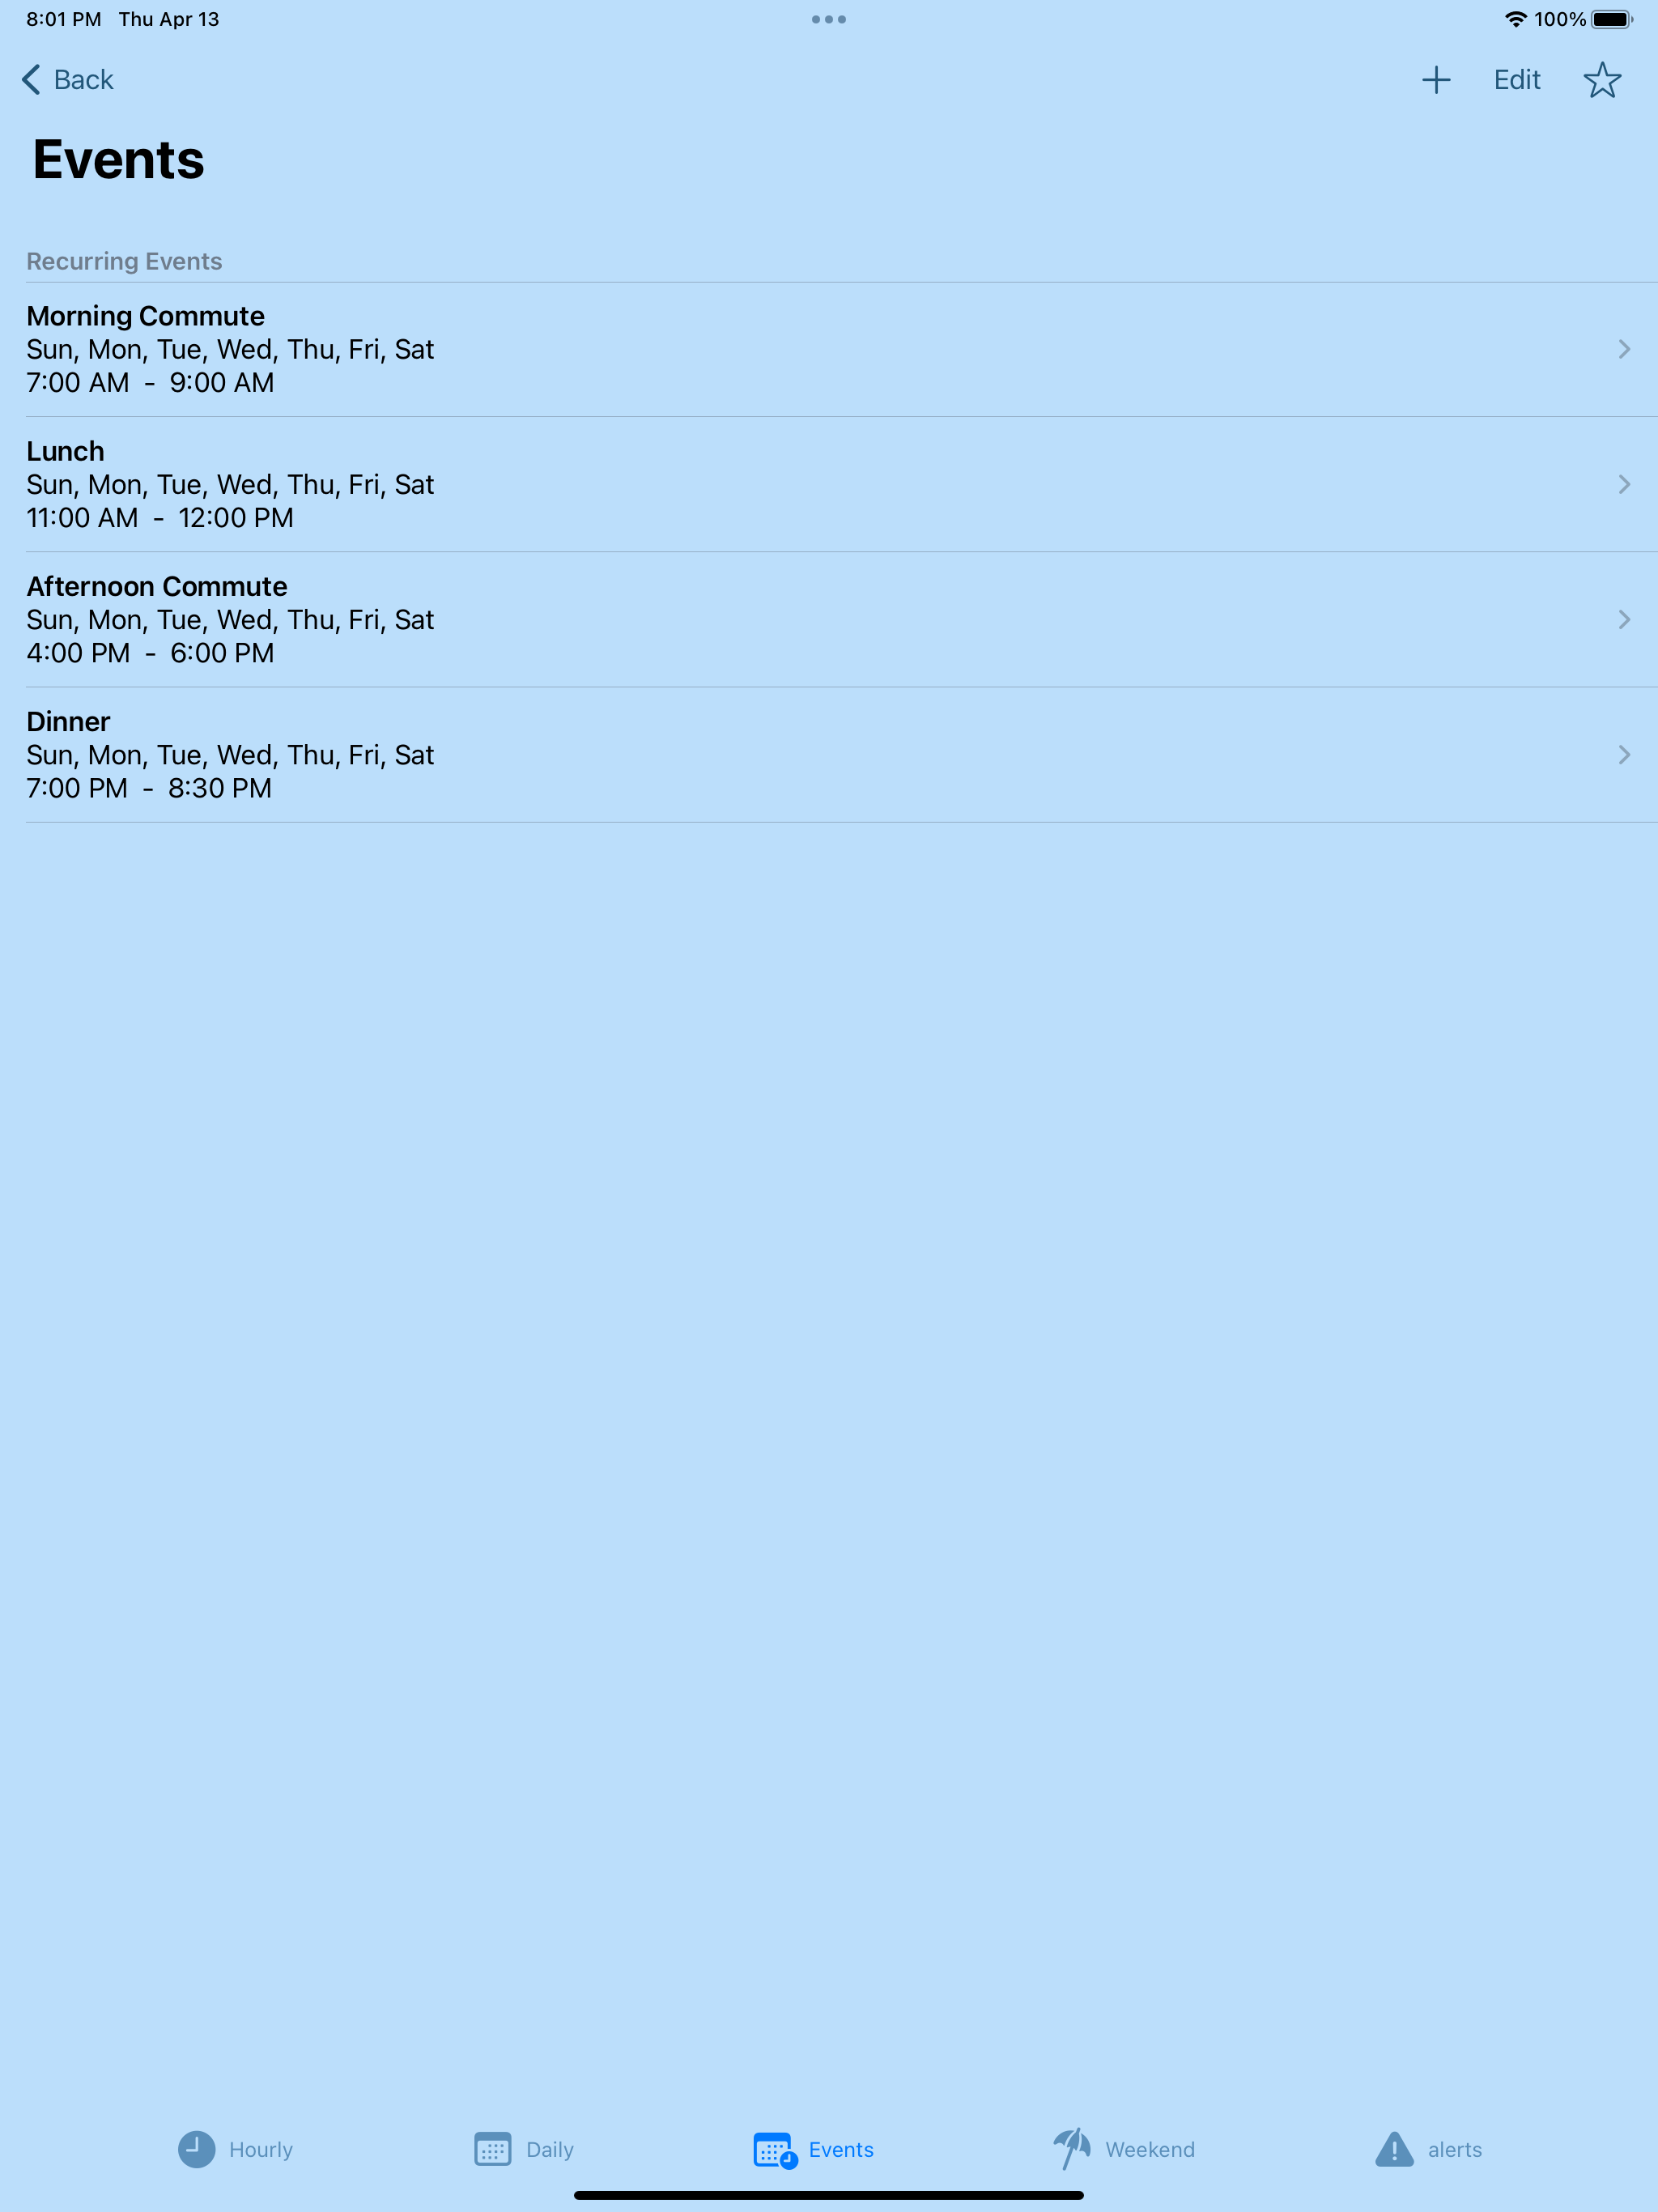 8:01 PM Thu Apr 13
100%
Back
Edit
Events
Recurring Events
Morning Commute
Sun, Mon, Tue, Wed, Thu, Fri, Sat
7:00 AM - 9:00 AM
Lunch
Sun, Mon, Tue, Wed, Thu, Fri, Sat
11:00 AM - 12:00 PM
Afternoon Commute
Sun, Mon, Tue, Wed, Thu, Fri, Sat
4:00 PM - 6:00 PM
Dinner
Sun, Mon, Tue, Wed, Thu, Fri, Sat
7:00 PM - 8:30 PM
Hourly
Daily
Events
Weekend
alerts